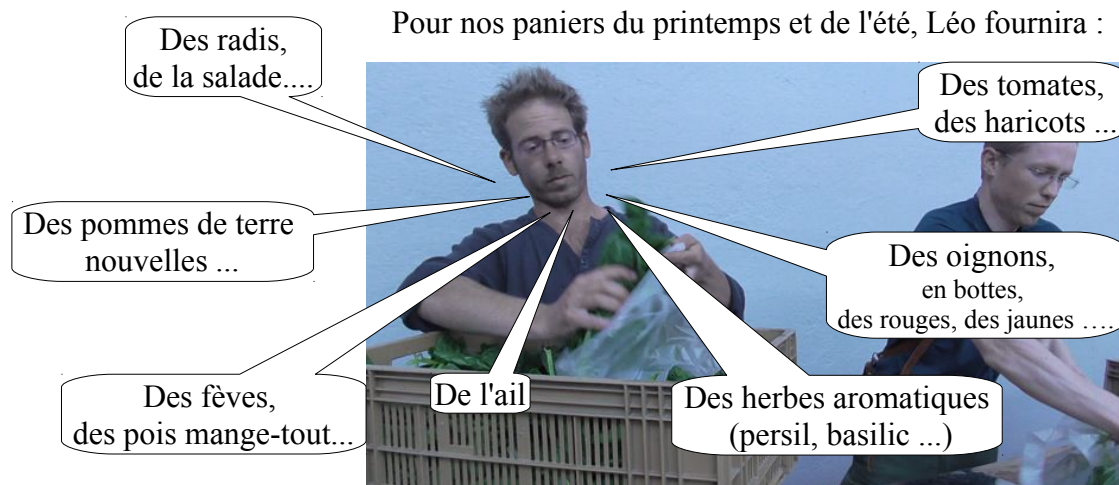 Pour nos paniers du printemps et de l'été, Léo fournira :
Des radis,
de la salade....
Des tomates,
des haricots ...
Des pommes de terre
nouvelles ...
Des oignons,
en bottes,
des rouges, des jaunes ….
Des fèves,
des pois mange-tout...
De l'ail
Des herbes aromatiques
(persil, basilic ...)